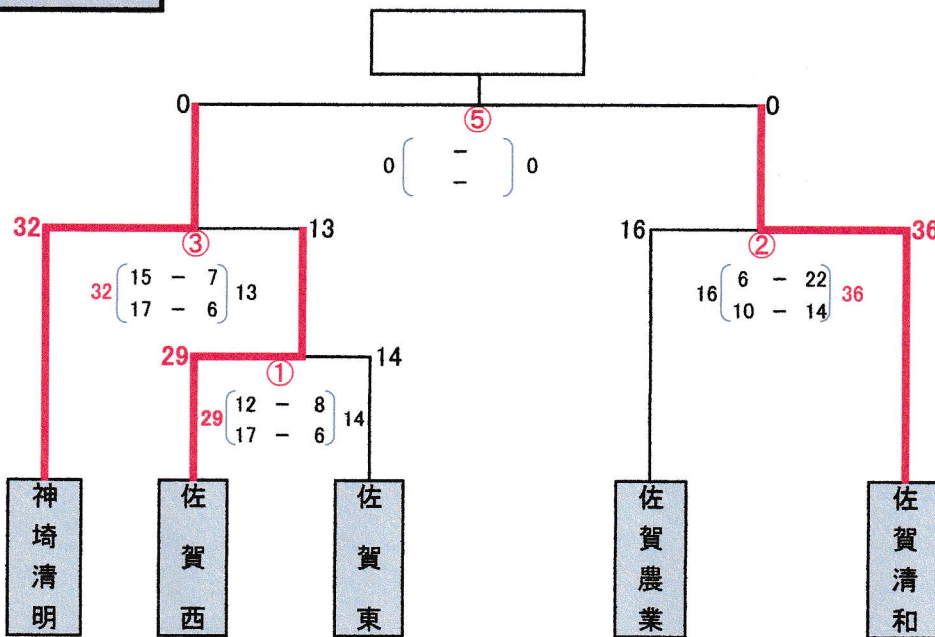 0 0
⑤
0 ( - ) 0
( - )
32 13 16 36
③ ②
32 ( 15 - 7 ) 13
( 17 - 6 )
16 ( 6 - 22 ) 36
( 10 - 14 )
29 14
①
29 ( 12 - 8 ) 14
( 17 - 6 )
神埼清明
佐賀西
佐賀東
佐賀農業
佐賀清和